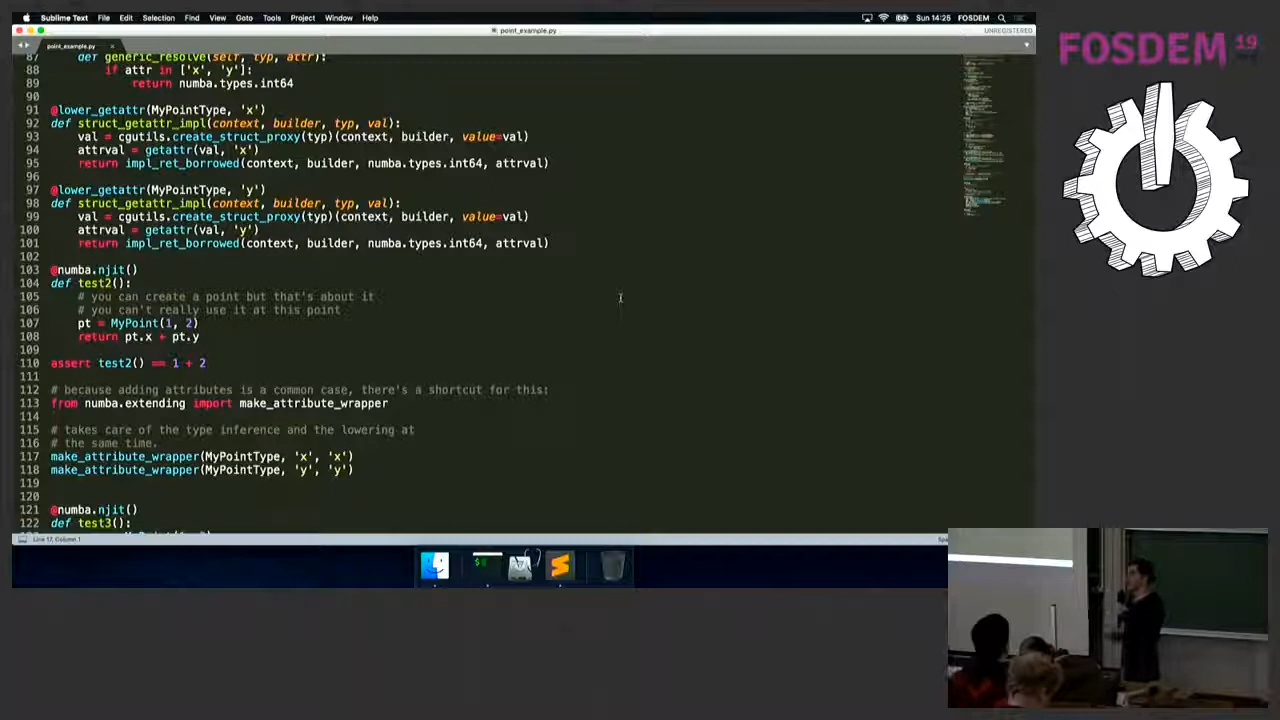 Sublime Text File Edit Selection Find View Goto Tools Project Window Help Sun 14:25 FOSDEM
point_example.py UNREGISTERED
point_example.py
87 def generic_resolve(self, typ, attr):
88 if attr in ['x', 'y']:
89 return numba.types.int64
90
91 @lower_getattr(MyPointType, 'x')
92 def struct_getattr_impl(context, builder, typ, val):
93 val = cgutils.create_struct_proxy(typ)(context, builder, value=val)
94 attrval = getattr(val, 'x')
95 return impl_ret_borrowed(context, builder, numba.types.int64, attrval)
96
97 @lower_getattr(MyPointType, 'y')
98 def struct_getattr_impl(context, builder, typ, val):
99 val = cgutils.create_struct_proxy(typ)(context, builder, value=val)
100 attrval = getattr(val, 'y')
101 return impl_ret_borrowed(context, builder, numba.types.int64, attrval)
102
103 @numba.njit()
104 def test2():
105 # you can create a point but that's about it
106 # you can't really use it at this point
107 pt = MyPoint(1, 2)
108 return pt.x + pt.y
109
110 assert test2() == 1 + 2
111
112 # because adding attributes is a common case, there's a shortcut for this:
113 from numba.extending import make_attribute_wrapper
114
115 # takes care of the type inference and the lowering at
116 # the same time.
117 make_attribute_wrapper(MyPointType, 'x', 'x')
118 make_attribute_wrapper(MyPointType, 'y', 'y')
119
120
121 @numba.njit()
122 def test3():
Line 17, Column 1
FOSDEM 19